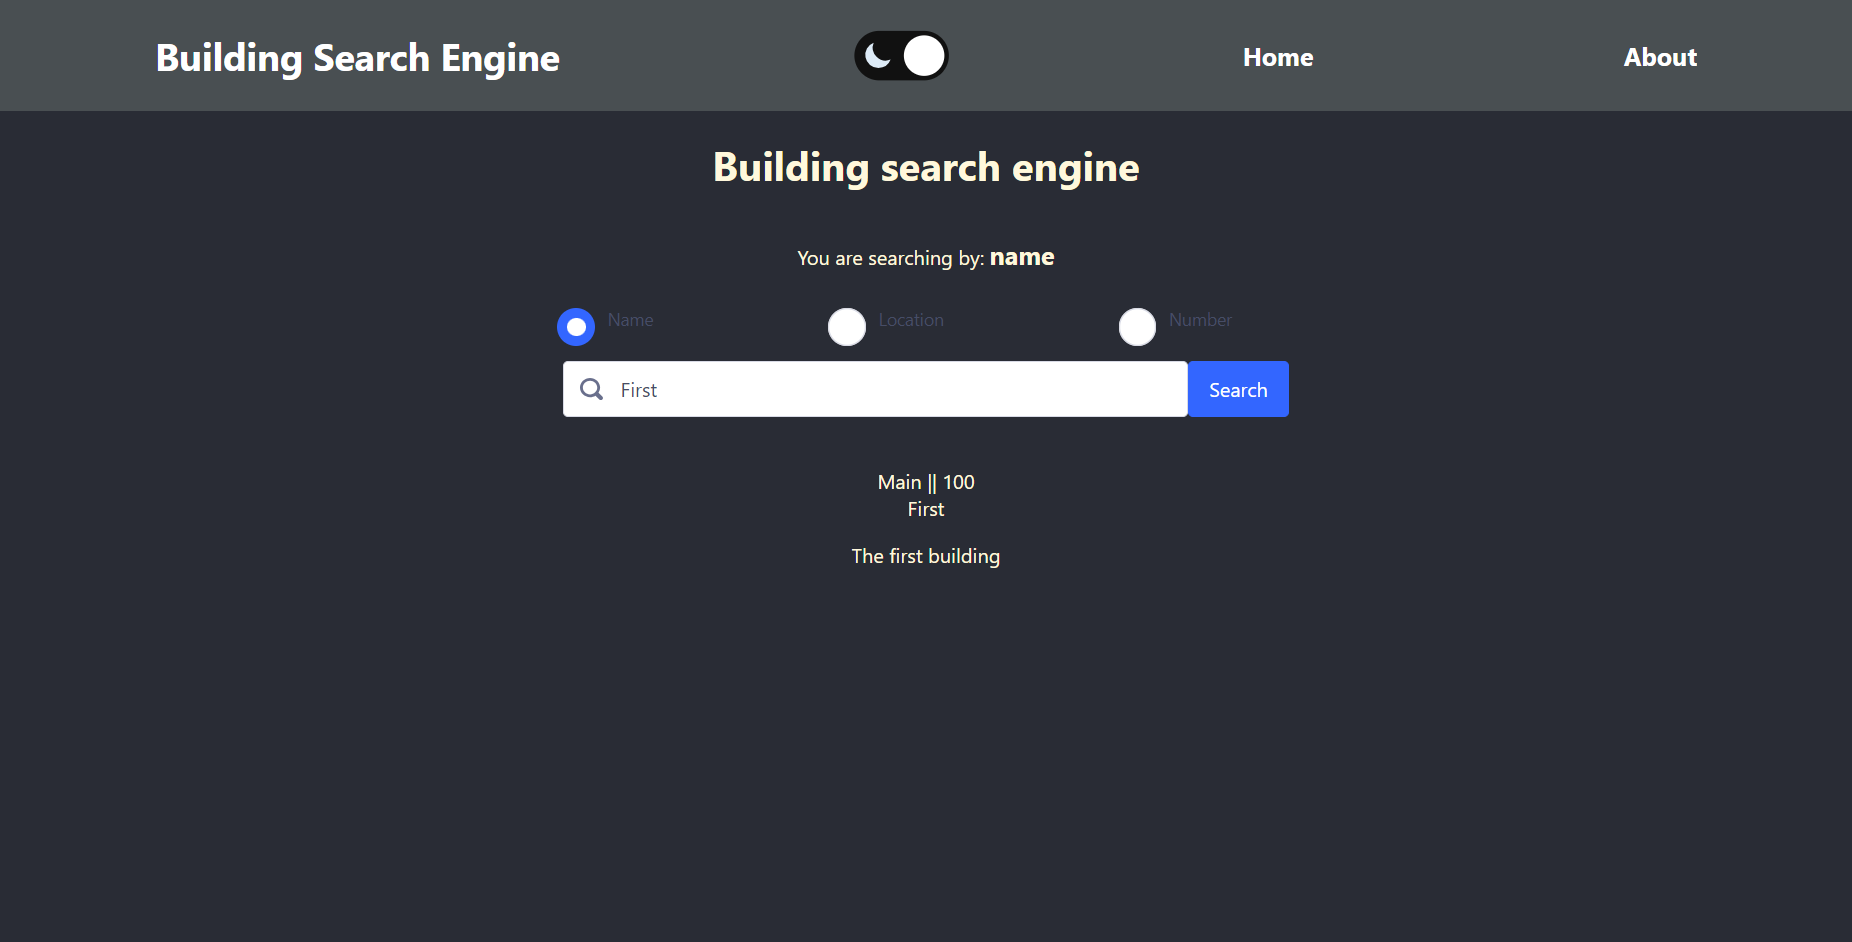 Building Search Engine
Home
About
Building search engine
You are searching by: name
Name
Location
Number
First
Search
Main || 100
First
The first building